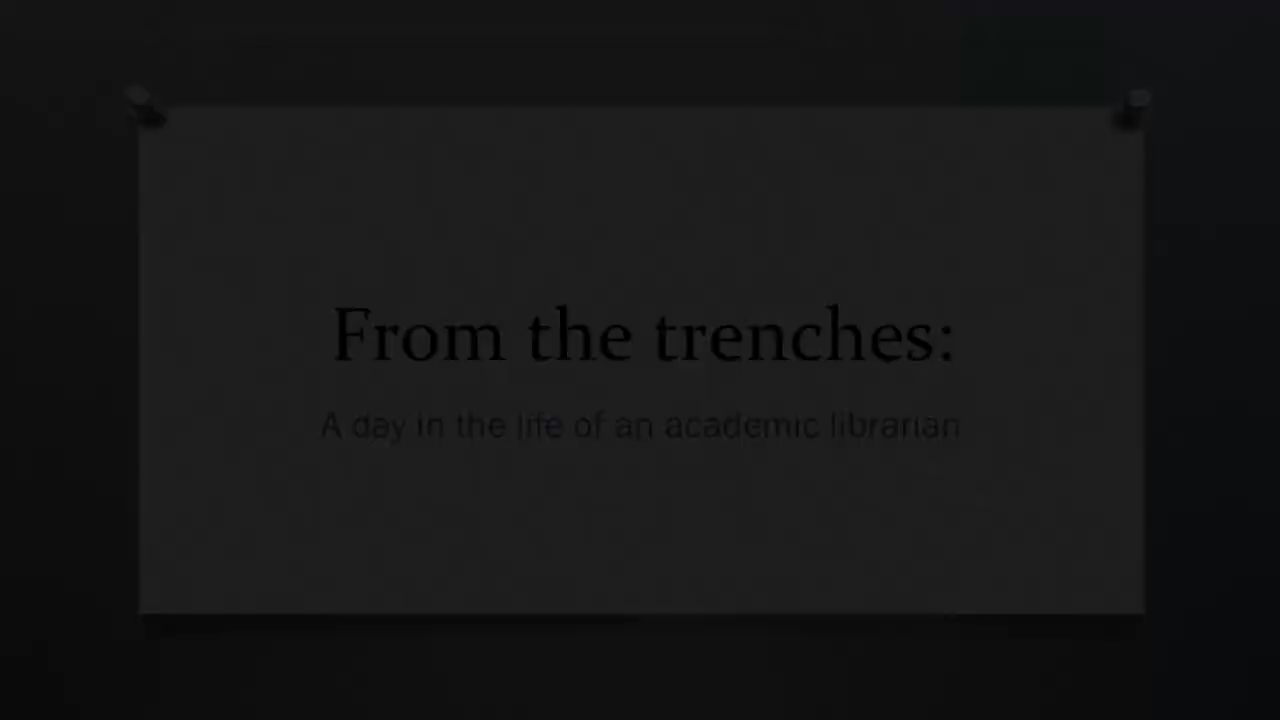 From the trenches:
A day in the life of an academic librarian